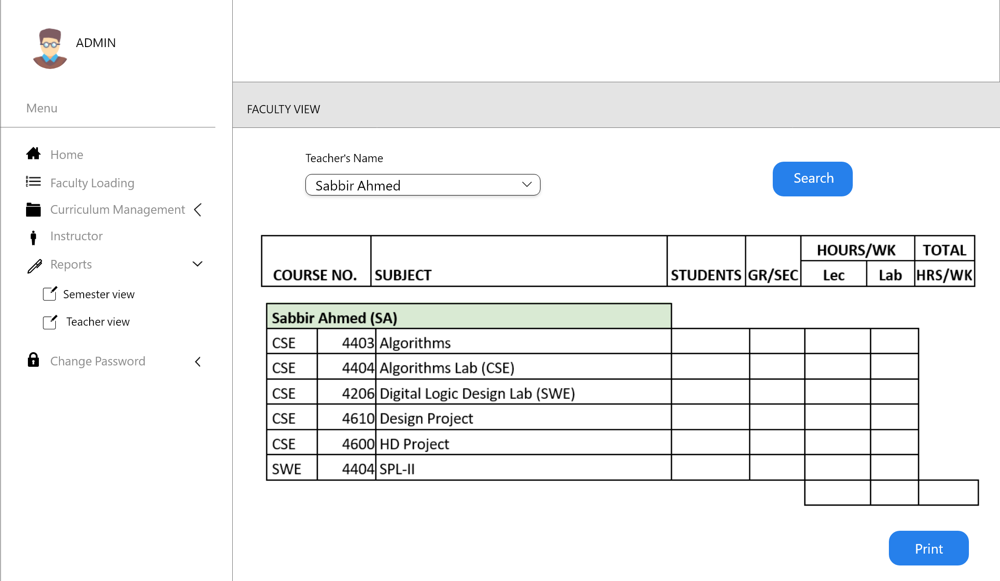 ADMIN
Menu
Home
Faculty Loading
Curriculum Management
Instructor
Reports
Semester view
Teacher view
Change Password
FACULTY VIEW
Teacher's Name
Sabbir Ahmed
Search
HOURS/WK TOTAL
COURSE NO. SUBJECT STUDENTS GR/SEC Lec Lab HRS/WK
Sabbir Ahmed (SA)
CSE 4403 Algorithms
CSE 4404 Algorithms Lab (CSE)
CSE 4206 Digital Logic Design Lab (SWE)
CSE 4610 Design Project
CSE 4600 HD Project
SWE 4404 SPL-II
Print